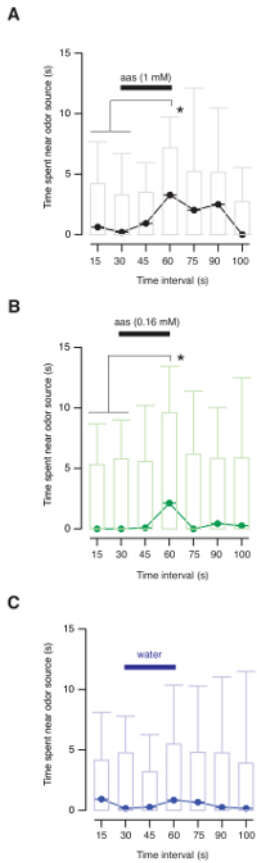 A
Time spent near odor source (s)
15
10
5
0
aas (1 mM)
*
15 30 45 60 75 90 100
Time interval (s)
B
Time spent near odor source (s)
15
10
5
0
aas (0.16 mM)
*
15 30 45 60 75 90 100
Time interval (s)
C
Time spent near odor source (s)
15
10
5
0
water
15 30 45 60 75 90 100
Time interval (s)